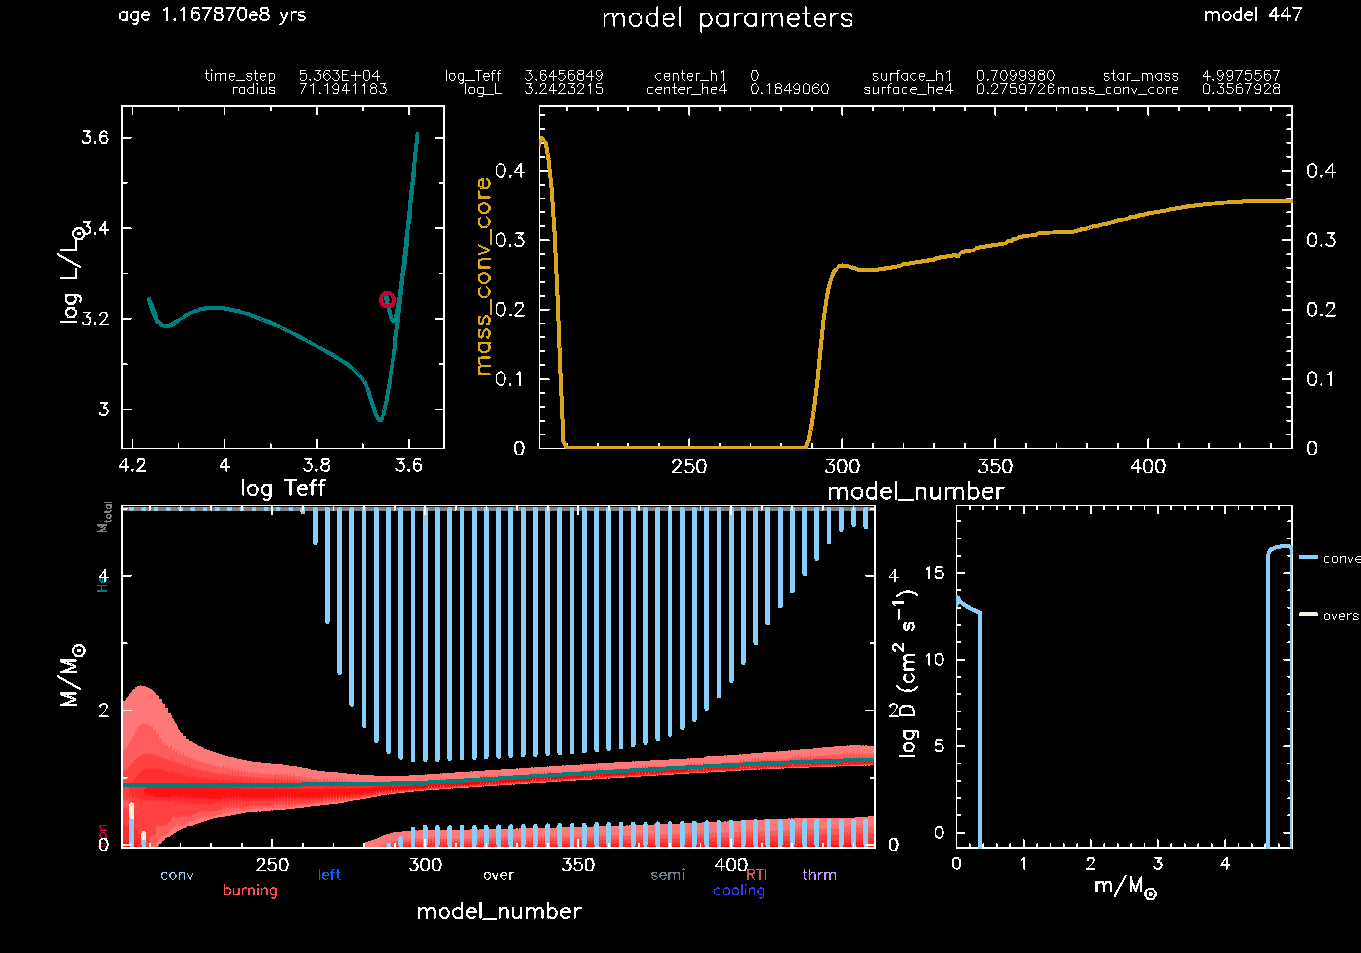 age 1.167870e8 yrs
model parameters
model 447
time_step 5.363E+04 log_Teff 3.6456849 center_h1 0 surface_h1 0.7099980 star_mass 4.9975567
radius 71.1941183 log_L 3.2423215 center_he4 0.1849060 surface_he4 0.2759726 mass_conv_core 0.3567928
3.6
3.4
3.2
3
log L/L⊙
4.2 4 3.8 3.6
log Teff
mass_conv_core
0.4
0.3
0.2
0.1
0
0.4
0.3
0.2
0.1
0
250 300 350 400
model_number
Mtotal
He
4
2
0
M/M⊙
4
2
0
250 300 350 400
conv left over semi RTI thrm
burning cooling
model_number
log D (cm² s⁻¹)
15
10
5
0
0 1 2 3 4
m/M⊙
conve
overs